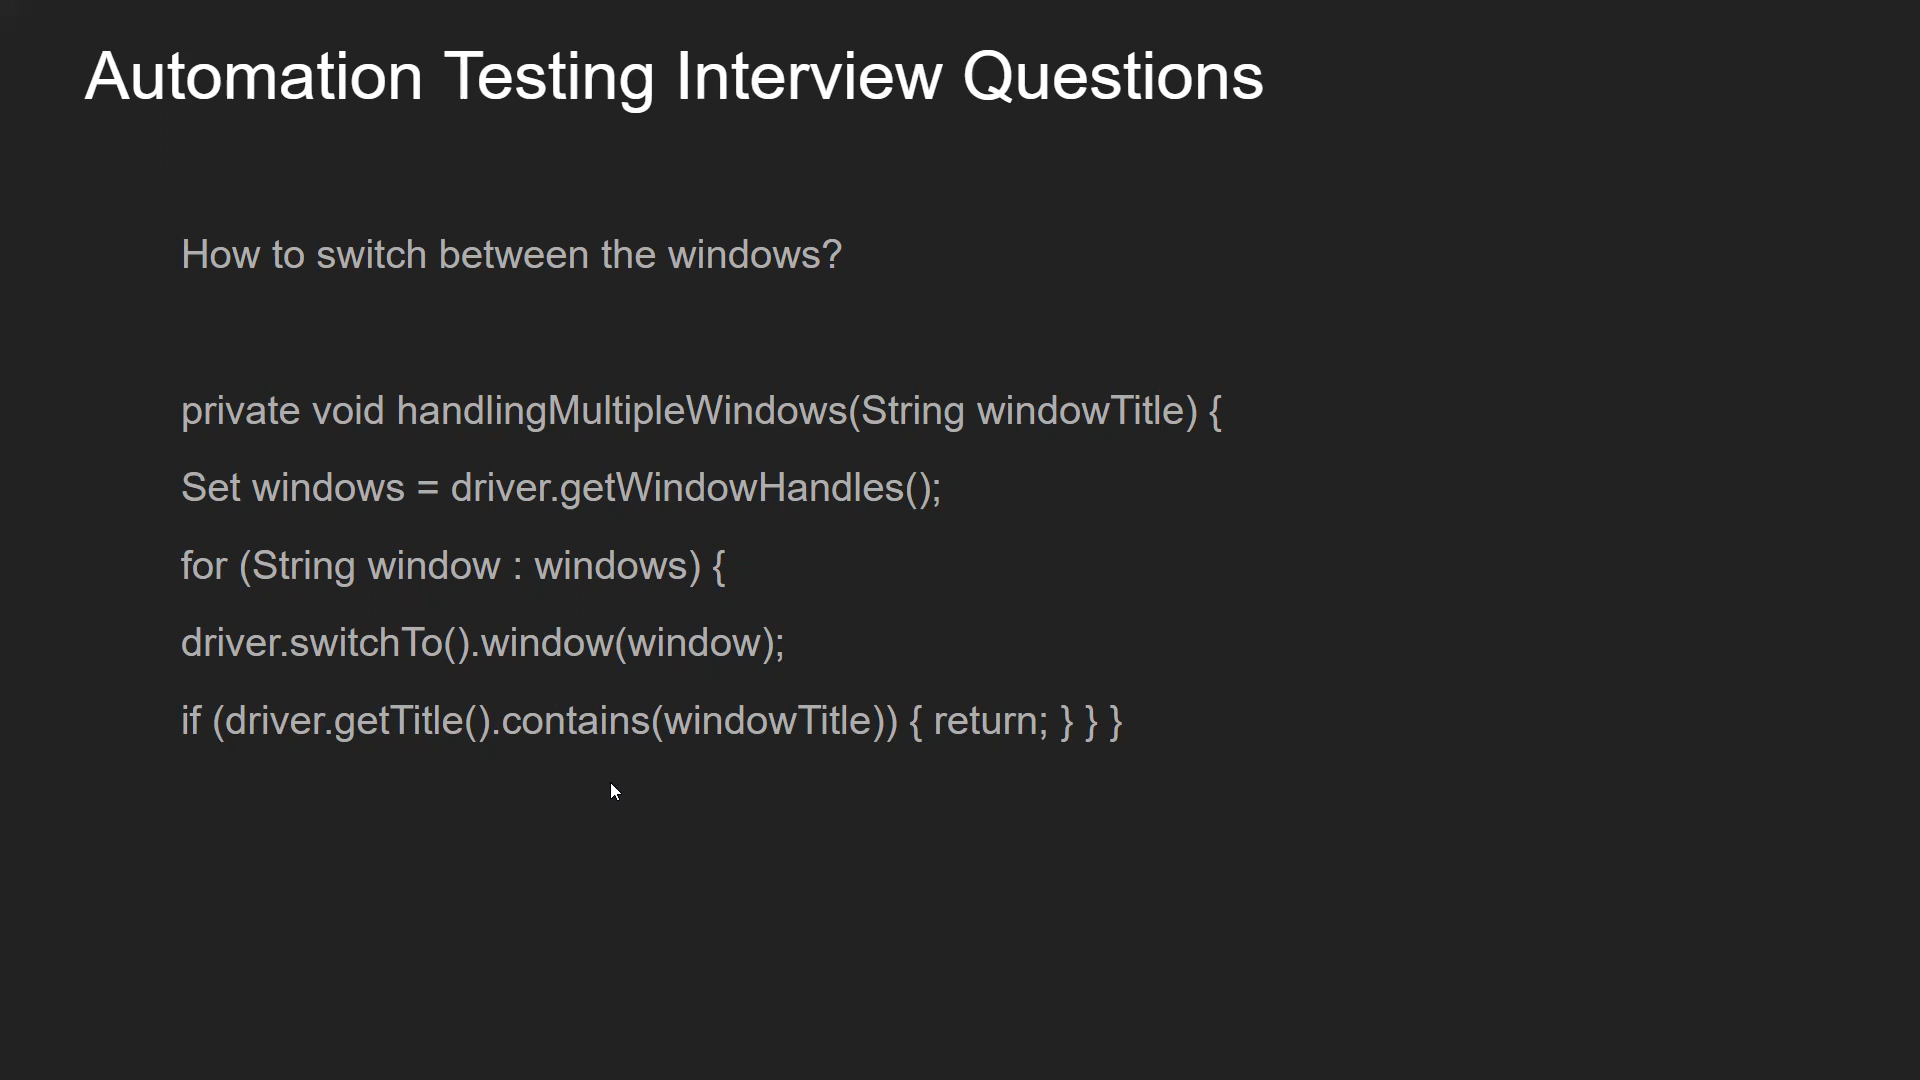 Automation Testing Interview Questions
How to switch between the windows?
private void handlingMultipleWindows(String windowTitle) {
Set windows = driver.getWindowHandles();
for (String window : windows) {
driver.switchTo().window(window);
if (driver.getTitle().contains(windowTitle)) { return; } } }